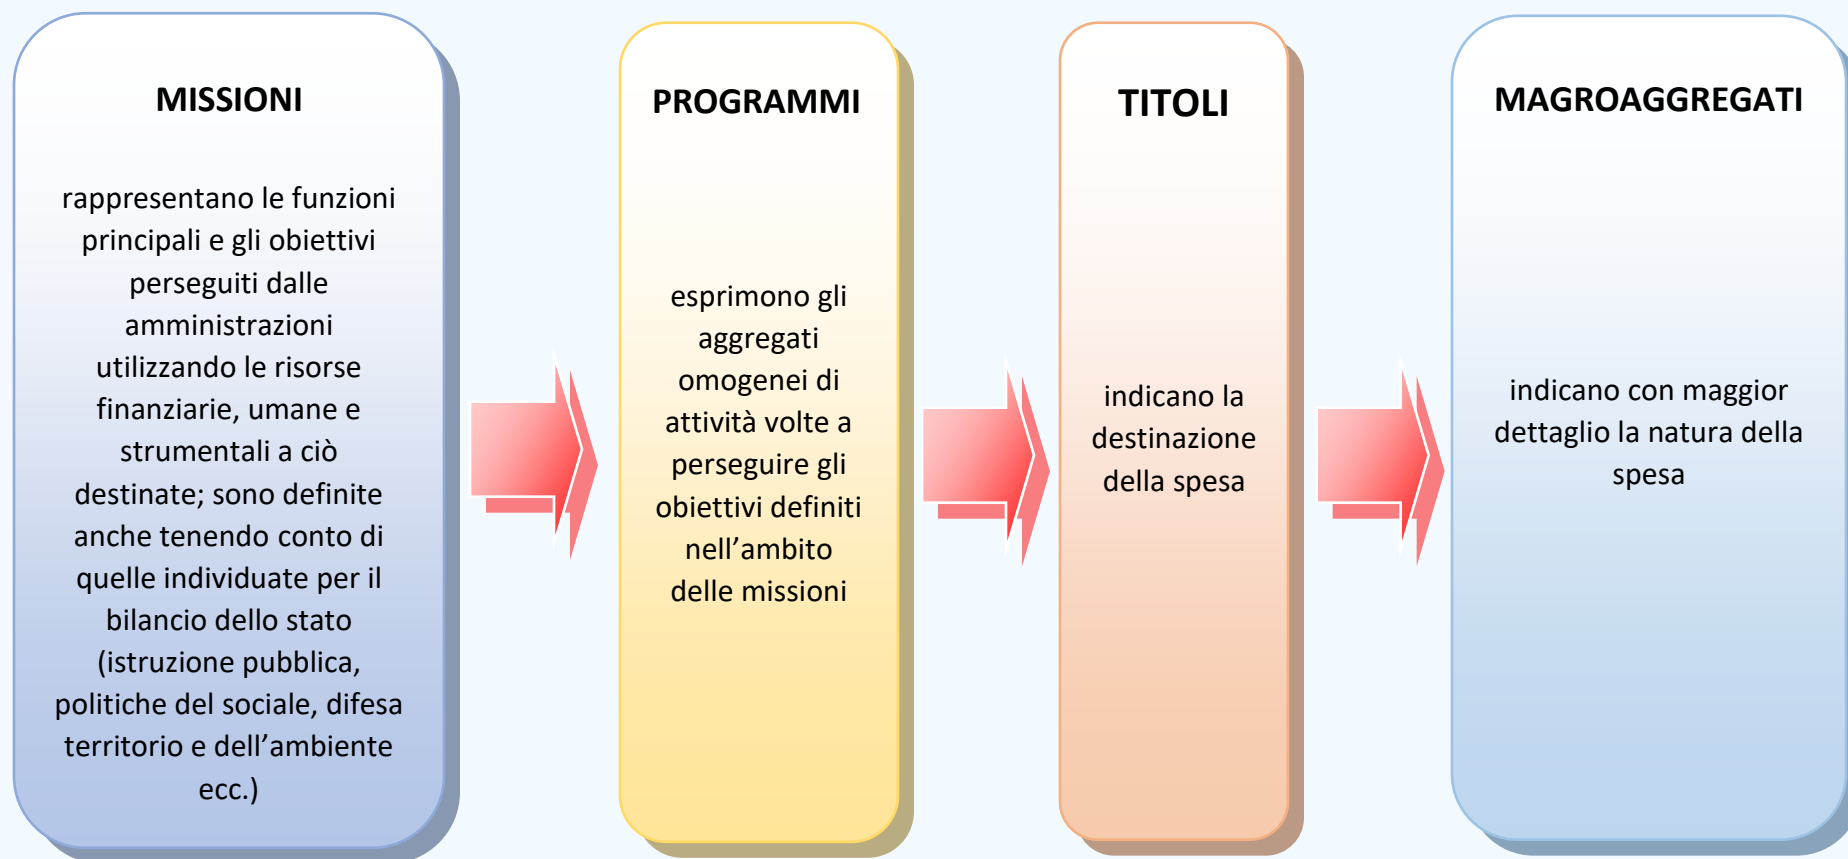 MISSIONI
rappresentano le funzioni
principali e gli obiettivi
perseguiti dalle
amministrazioni
utilizzando le risorse
finanziarie, umane e
strumentali a ciò
destinate; sono definite
anche tenendo conto di
quelle individuate per il
bilancio dello stato
(istruzione pubblica,
politiche del sociale, difesa
territorio e dell’ambiente
ecc.)
PROGRAMMI
esprimono gli
aggregati
omogenei di
attività volte a
perseguire gli
obiettivi definiti
nell’ambito
delle missioni
TITOLI
indicano la
destinazione
della spesa
MAGROAGGREGATI
indicano con maggior
dettaglio la natura della
spesa